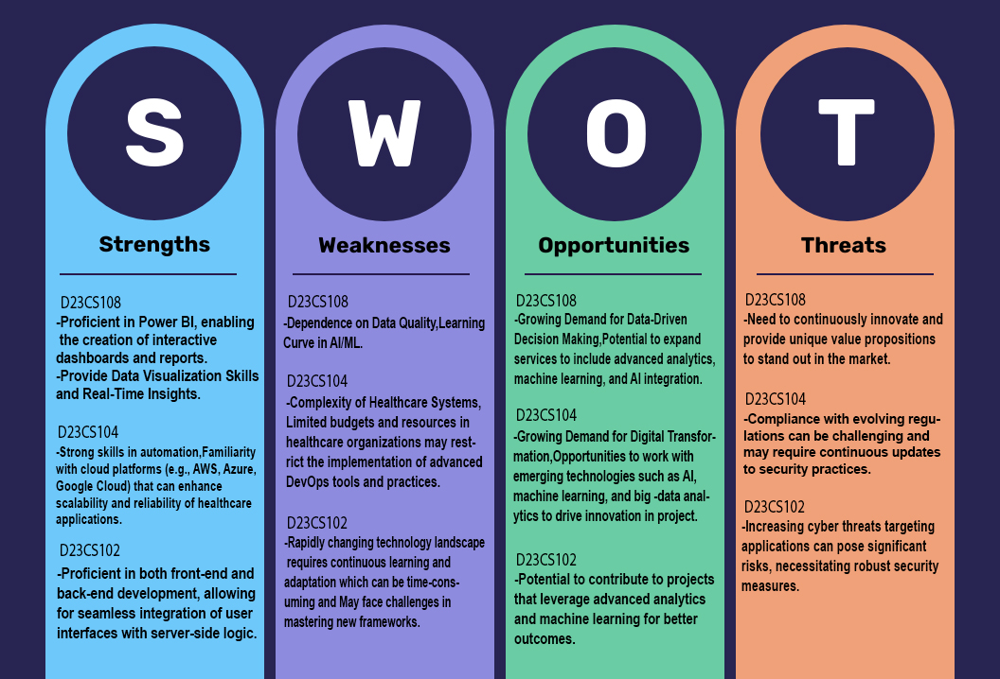 S
Strengths
D23CS108
-Proficient in Power BI, enabling
the creation of interactive
dashboards and reports.
-Provide Data Visualization Skills
and Real-Time Insights.
D23CS104
-Strong skills in automation,Familiarity
with cloud platforms (e.g., AWS, Azure,
Google Cloud) that can enhance
scalability and reliability of healthcare
applications.
D23CS102
-Proficient in both front-end and
back-end development, allowing
for seamless integration of user
interfaces with server-side logic.
W
Weaknesses
D23CS108
-Dependence on Data Quality,Learning
Curve in AI/ML.
D23CS104
-Complexity of Healthcare Systems,
Limited budgets and resources in
healthcare organizations may rest-
rict the implementation of advanced
DevOps tools and practices.
D23CS102
-Rapidly changing technology landscape
requires continuous learning and
adaptation which can be time-cons-
uming and May face challenges in
mastering new frameworks.
O
Opportunities
D23CS108
-Growing Demand for Data-Driven
Decision Making,Potential to expand
services to include advanced analytics,
machine learning, and AI integration.
D23CS104
-Growing Demand for Digital Transfor-
mation,Opportunities to work with
emerging technologies such as AI,
machine learning, and big -data anal-
ytics to drive innovation in project.
D23CS102
-Potential to contribute to projects
that leverage advanced analytics
and machine learning for better
outcomes.
T
Threats
D23CS108
-Need to continuously innovate and
provide unique value propositions
to stand out in the market.
D23CS104
-Compliance with evolving regu-
lations can be challenging and
may require continuous updates
to security practices.
D23CS102
-Increasing cyber threats targeting
applications can pose significant
risks, necessitating robust security
measures.